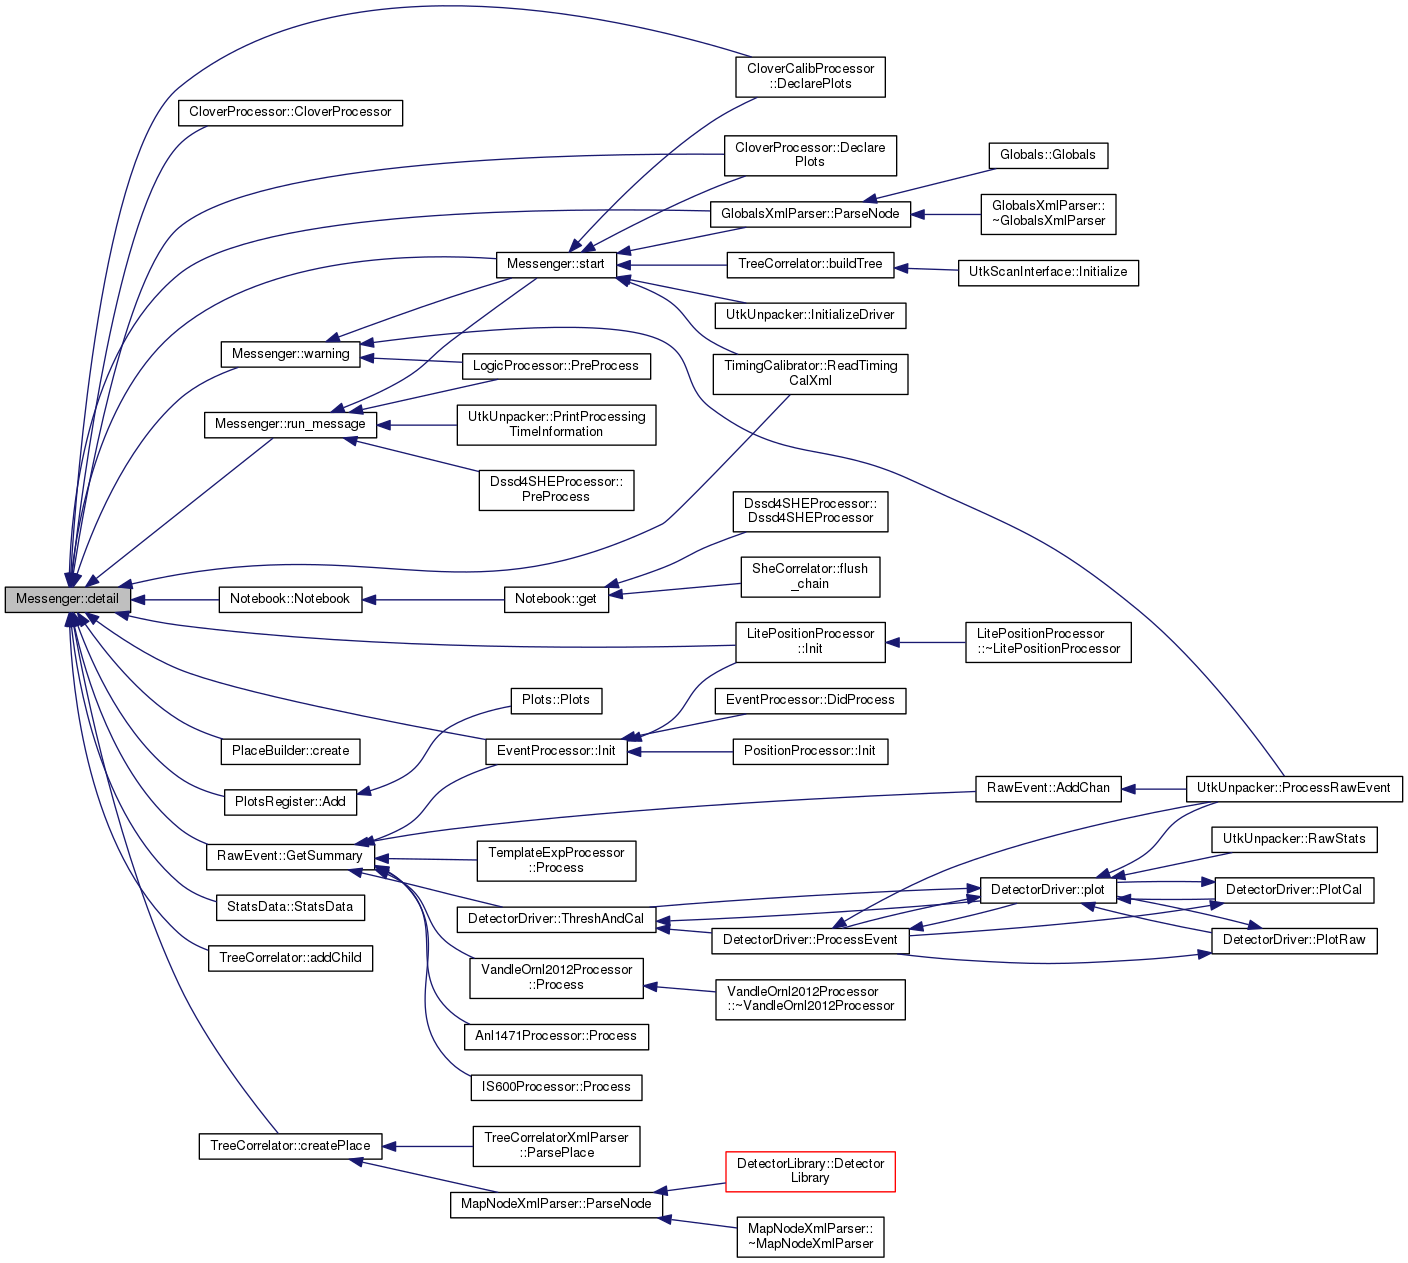 CloverCalibProcessor
::DeclarePlots
CloverProcessor::CloverProcessor
CloverProcessor::Declare
Plots
Globals::Globals
GlobalsXmlParser::ParseNode
GlobalsXmlParser::
~GlobalsXmlParser
Messenger::start
TreeCorrelator::buildTree
UtkScanInterface::Initialize
UtkUnpacker::InitializeDriver
Messenger::warning
LogicProcessor::PreProcess
TimingCalibrator::ReadTiming
CalXml
Messenger::run_message
UtkUnpacker::PrintProcessing
TimeInformation
Dssd4SHEProcessor::
PreProcess
Dssd4SHEProcessor::
Dssd4SHEProcessor
SheCorrelator::flush
_chain
Messenger::detail
Notebook::Notebook
Notebook::get
LitePositionProcessor
::Init
LitePositionProcessor
::~LitePositionProcessor
Plots::Plots
EventProcessor::DidProcess
PlaceBuilder::create
EventProcessor::Init
PositionProcessor::Init
PlotsRegister::Add
RawEvent::AddChan
UtkUnpacker::ProcessRawEvent
RawEvent::GetSummary
TemplateExpProcessor
::Process
UtkUnpacker::RawStats
DetectorDriver::plot
DetectorDriver::PlotCal
StatsData::StatsData
DetectorDriver::ThreshAndCal
DetectorDriver::ProcessEvent
DetectorDriver::PlotRaw
TreeCorrelator::addChild
VandleOrnl2012Processor
::Process
VandleOrnl2012Processor
::~VandleOrnl2012Processor
Anl1471Processor::Process
IS600Processor::Process
TreeCorrelator::createPlace
TreeCorrelatorXmlParser
::ParsePlace
DetectorLibrary::Detector
Library
MapNodeXmlParser::ParseNode
MapNodeXmlParser::
~MapNodeXmlParser